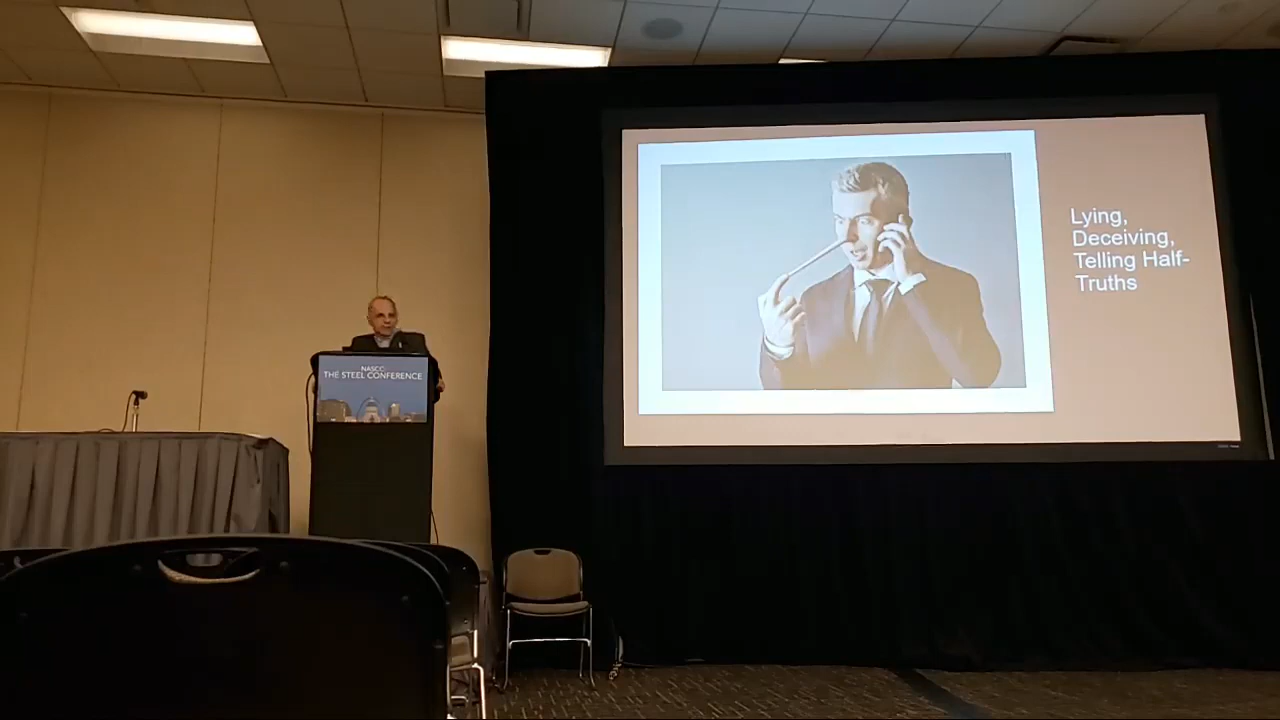 NASCC:
THE STEEL CONFERENCE
Lying,
Deceiving,
Telling Half-
Truths